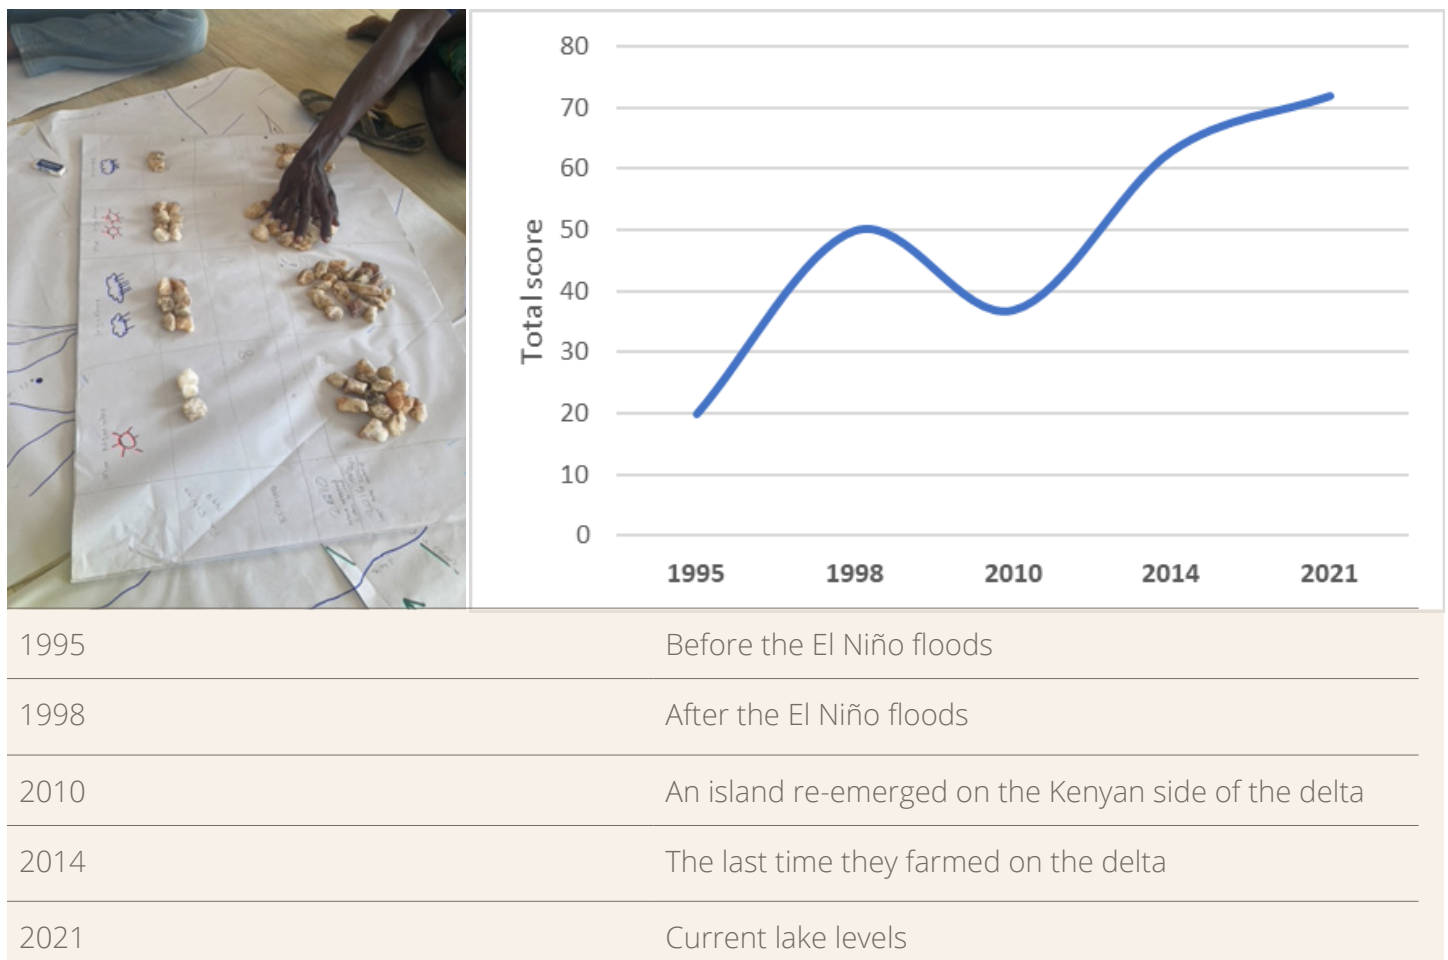 80
70
60
50
40
30
20
10
0
Total score
1995 1998 2010 2014 2021
1995 Before the El Niño floods
1998 After the El Niño floods
2010 An island re-emerged on the Kenyan side of the delta
2014 The last time they farmed on the delta
2021 Current lake levels